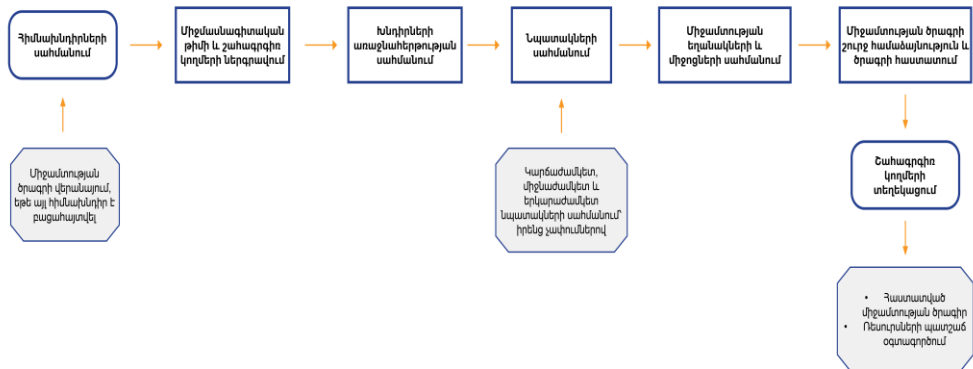 Հիմնախնդիրների
սահմանում
Միջմասնագիտական
թիմի և շահագրգիռ
կողմերի ներգրավում
Խնդիրների
առաջնահերթության
սահմանում
Նպատակների
սահմանում
Միջամտության
եղանակների և
միջոցների սահմանում
Միջամտության ծրագրի
շուրջ համաձայնություն և
ծրագրի հաստատում
Միջամտության
ծրագրի վերանայում,
եթե այլ հիմնախնդիր է
բացահայտվել
Կարճաժամկետ,
միջնաժամկետ և
երկարաժամկետ
նպատակների սահմանում՝
իրենց չափումներով
Շահագրգիռ
կողմերի
տեղեկացում
• Հաստատված
միջամտության ծրագիր
• Ռեսուրսների պատշաճ
օգտագործում